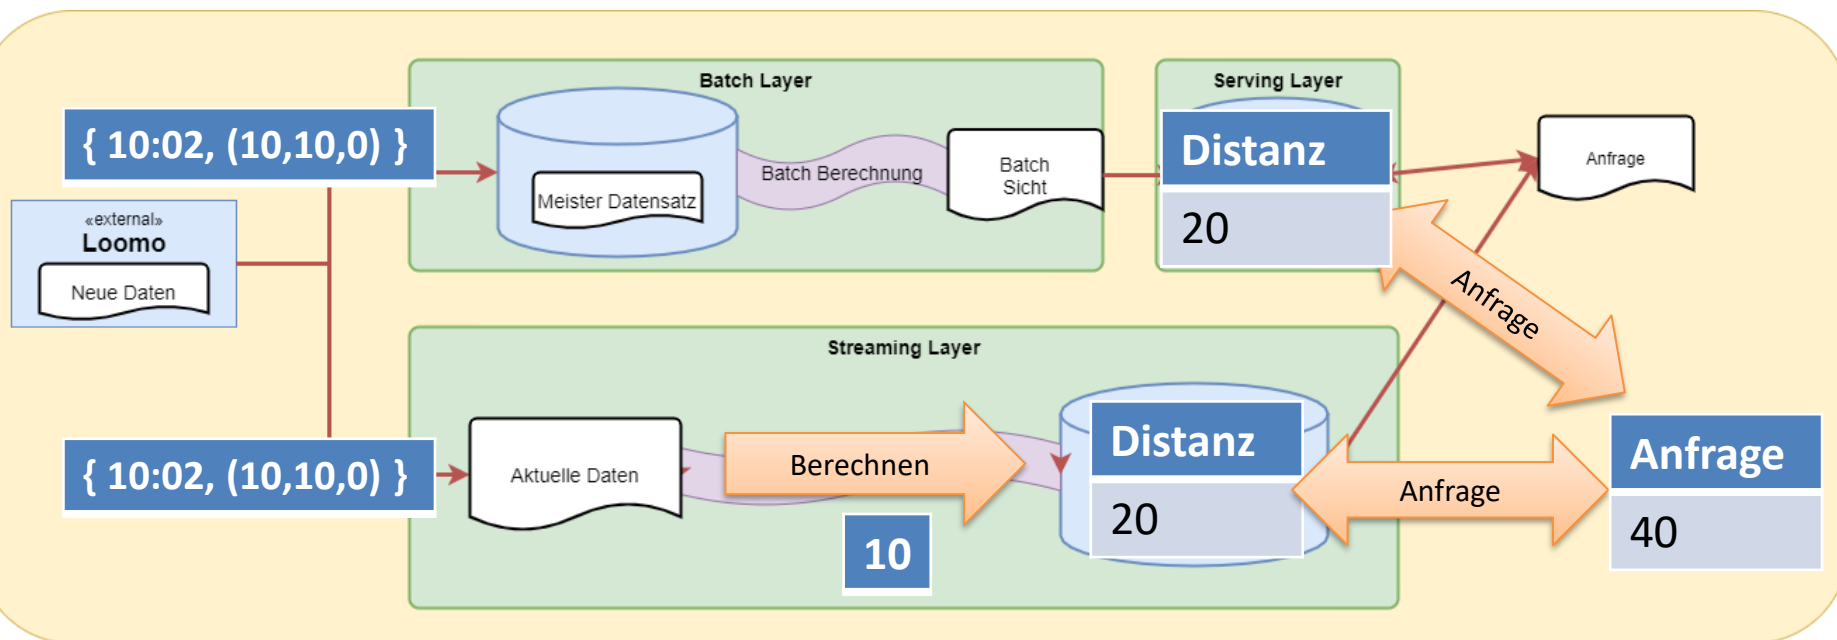 Batch Layer
Serving Layer
{ 10:02, (10,10,0) }
Meister Datensatz
Batch Berechnung
Batch
Sicht
Distanz
20
Anfrage
«external»
Loomo
Neue Daten
Anfrage
Streaming Layer
{ 10:02, (10,10,0) }
Aktuelle Daten
Berechnen
10
Distanz
20
Anfrage
Anfrage
40